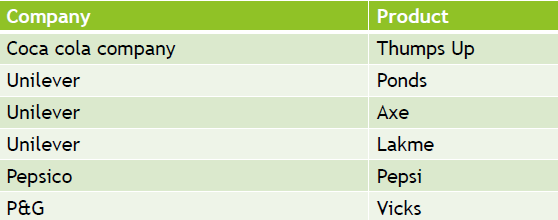 Company Product
Coca cola company Thumps Up
Unilever Ponds
Unilever Axe
Unilever Lakme
Pepsico Pepsi
P&G Vicks